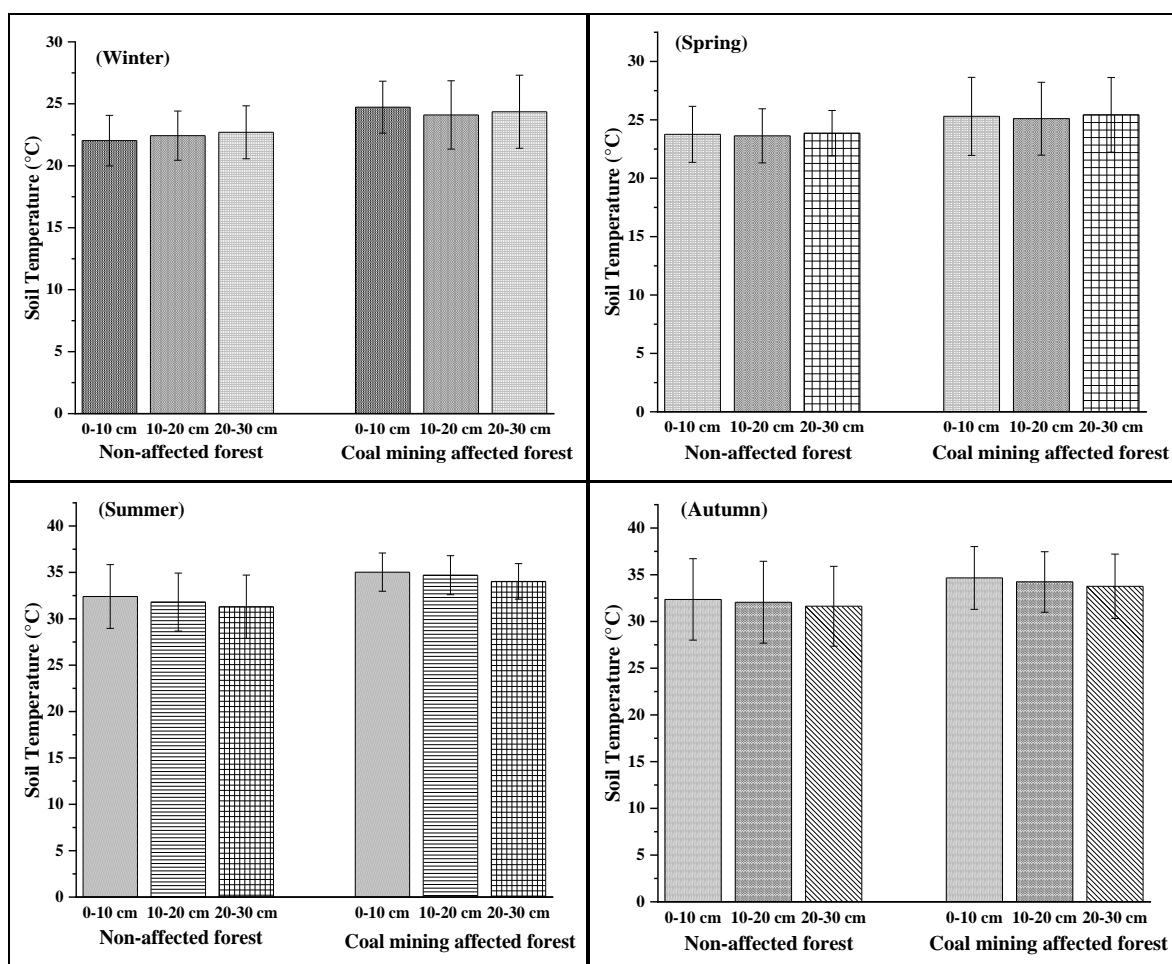 (Winter)
Soil Temperature (°C)
30
25
20
15
10
5
0
0-10 cm 10-20 cm 20-30 cm 0-10 cm 10-20 cm 20-30 cm
Non-affected forest Coal mining affected forest
(Spring)
Soil Temperature (°C)
30
25
20
15
10
5
0
0-10 cm 10-20 cm 20-30 cm 0-10 cm 10-20 cm 20-30 cm
Non-affected forest Coal mining affected forest
(Summer)
Soil Temperature (°C)
40
35
30
25
20
15
10
5
0
0-10 cm 10-20 cm 20-30 cm 0-10 cm 10-20 cm 20-30 cm
Non-affected forest Coal mining affected forest
(Autumn)
Soil Temperature (°C)
40
35
30
25
20
15
10
5
0
0-10 cm 10-20 cm 20-30 cm 0-10 cm 10-20 cm 20-30 cm
Non-affected forest Coal mining affected forest